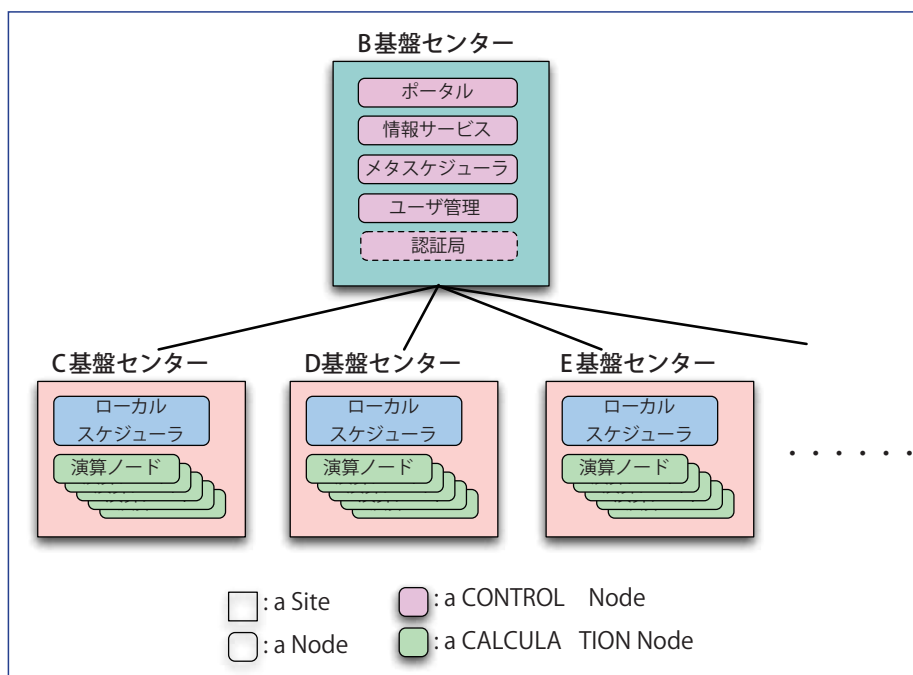 B基盤センター
ポータル
情報サービス
メタスケジューラ
ユーザ管理
認証局
C基盤センター
ローカル
スケジューラ
演算ノード
D基盤センター
ローカル
スケジューラ
演算ノード
E基盤センター
ローカル
スケジューラ
演算ノード
・・・・・・
: a Site
: a Node
: a CONTROL Node
: a CALCULA TION Node